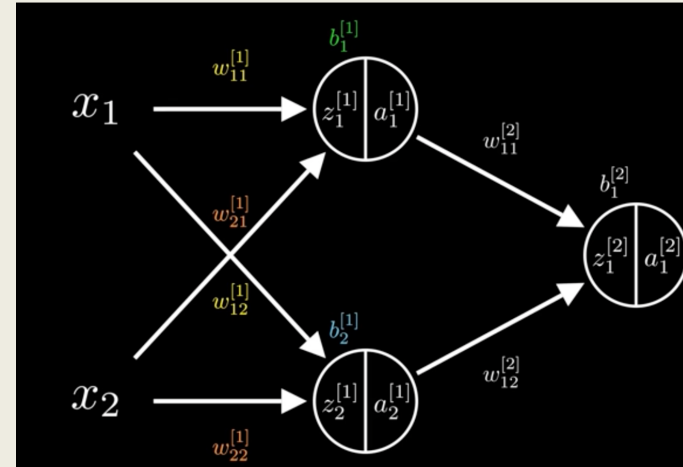 b_1^{[1]}
w_{11}^{[1]}
x_1
z_1^{[1]} a_1^{[1]}
w_{11}^{[2]}
b_1^{[2]}
w_{21}^{[1]}
z_1^{[2]} a_1^{[2]}
w_{12}^{[1]}
b_2^{[1]}
w_{12}^{[2]}
x_2
z_2^{[1]} a_2^{[1]}
w_{22}^{[1]}